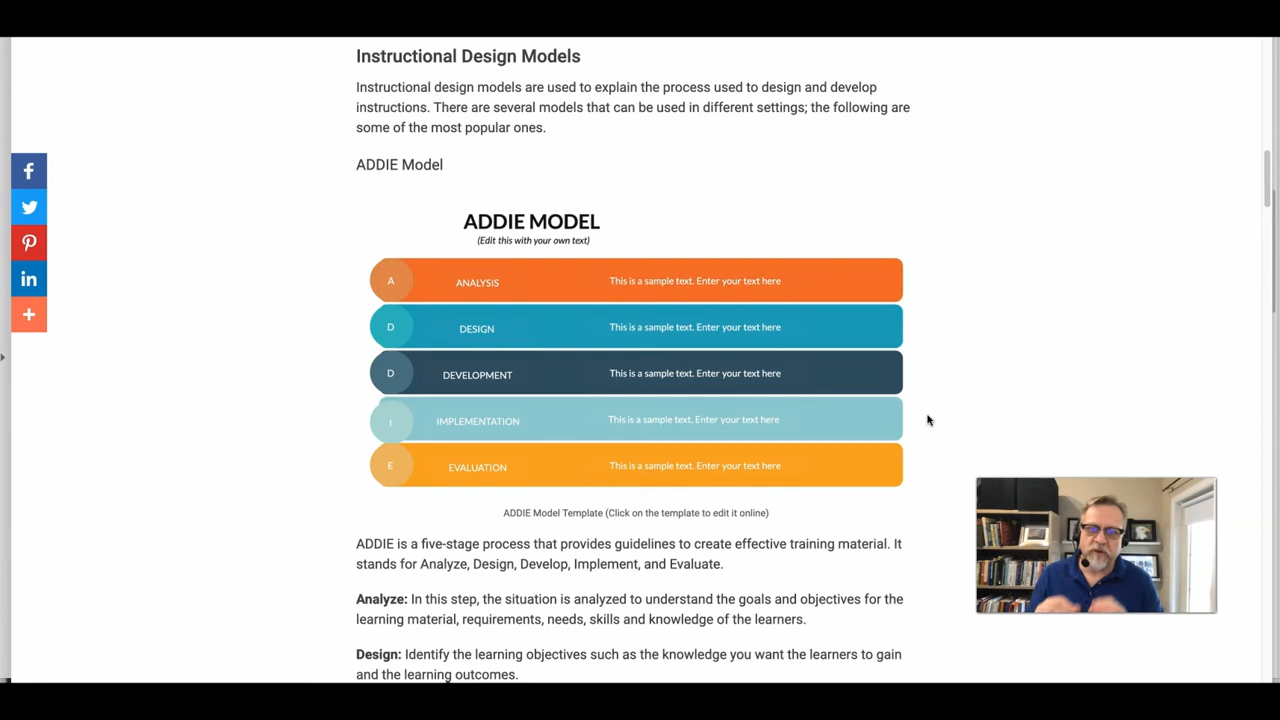 Instructional Design Models
Instructional design models are used to explain the process used to design and develop
instructions. There are several models that can be used in different settings; the following are
some of the most popular ones.
ADDIE Model
ADDIE MODEL
(Edit this with your own text)
A ANALYSIS This is a sample text. Enter your text here
D DESIGN This is a sample text. Enter your text here
D DEVELOPMENT This is a sample text. Enter your text here
I IMPLEMENTATION This is a sample text. Enter your text here
E EVALUATION This is a sample text. Enter your text here
ADDIE Model Template (Click on the template to edit it online)
ADDIE is a five-stage process that provides guidelines to create effective training material. It
stands for Analyze, Design, Develop, Implement, and Evaluate.
Analyze: In this step, the situation is analyzed to understand the goals and objectives for the
learning material, requirements, needs, skills and knowledge of the learners.
Design: Identify the learning objectives such as the knowledge you want the learners to gain
and the learning outcomes.